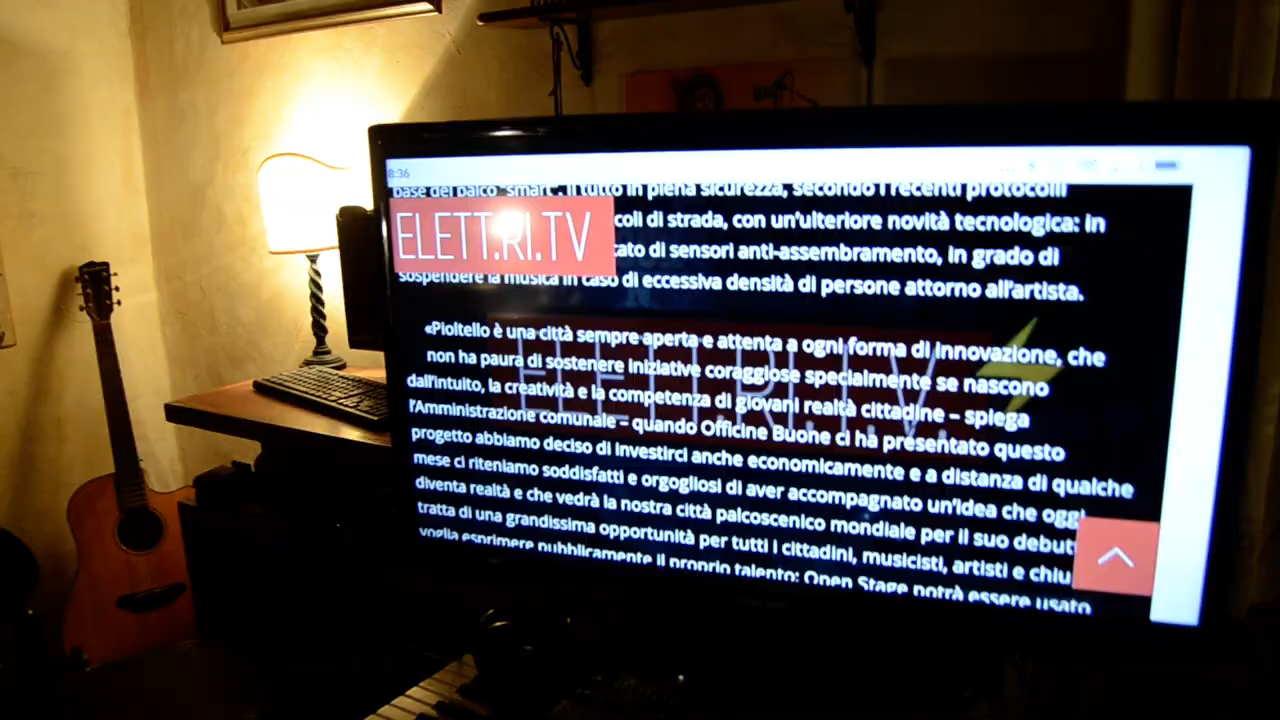 8:36
base del palco "smart". Il tutto in piena sicurezza, secondo i recenti protocolli
ELETT.RI.TV
coli di strada, con un'ulteriore novità tecnologica: in
tato di sensori anti-assembramento, in grado di
sospendere la musica in caso di eccessiva densità di persone attorno all'artista.
«Pioltello è una città sempre aperta e attenta a ogni forma di innovazione, che
non ha paura di sostenere iniziative coraggiose specialmente se nascono
dall'intuito, la creatività e la competenza di giovani realtà cittadine – spiega
l'Amministrazione comunale – quando Officine Buone ci ha presentato questo
progetto abbiamo deciso di investirci anche economicamente e a distanza di qualche
mese ci riteniamo soddisfatti e orgogliosi di aver accompagnato un'idea che oggi
diventa realtà e che vedrà la nostra città palcoscenico mondiale per il suo debut
tratta di una grandissima opportunità per tutti i cittadini, musicisti, artisti e chiu
voglia esprimere pubblicamente il proprio talento: Open Stage potrà essere usato
ELETT.RI.TV.